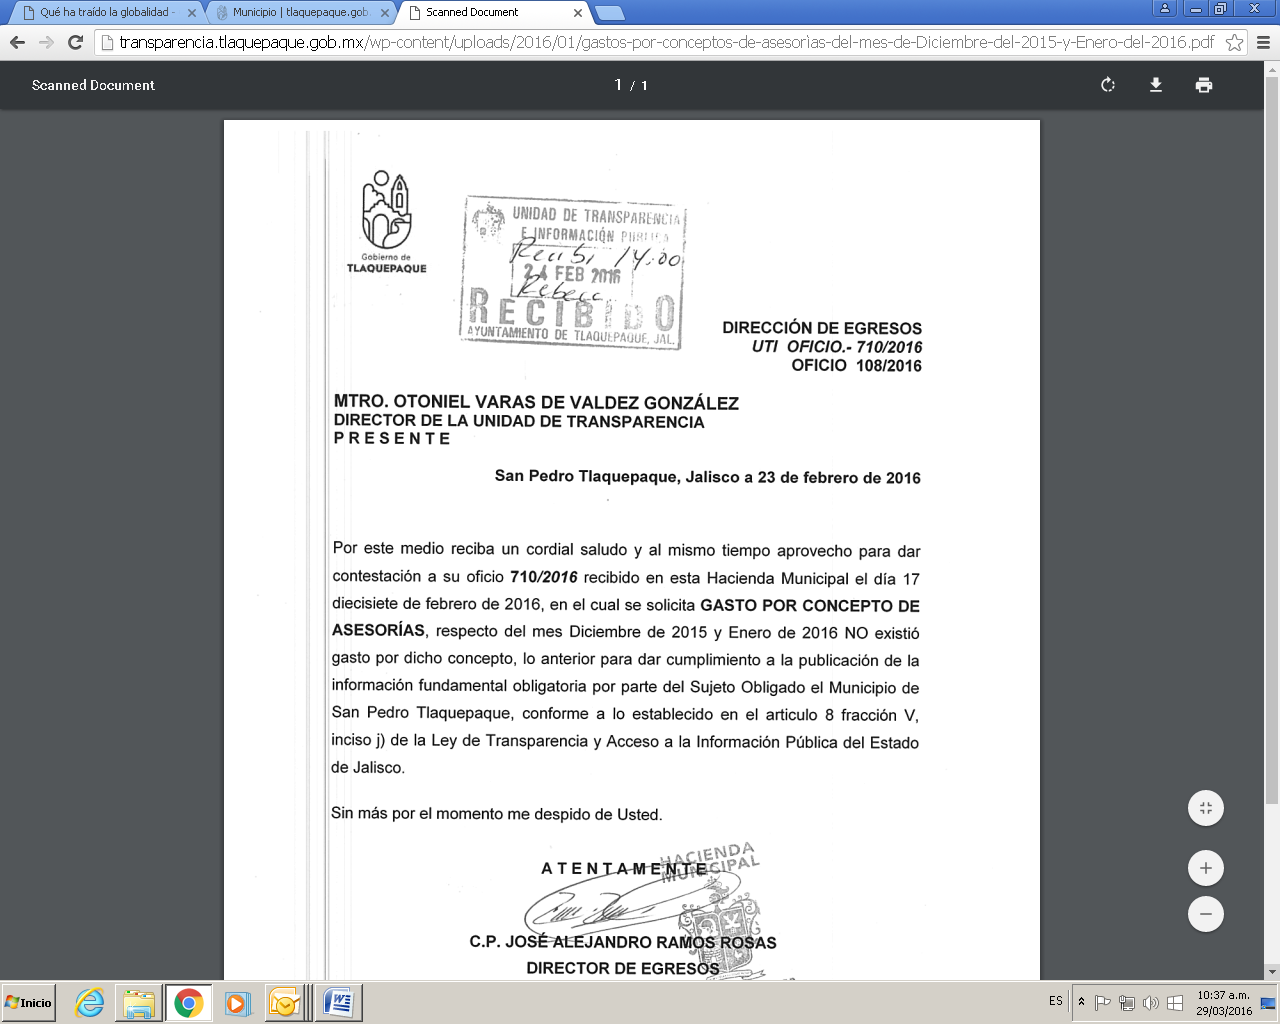 Qué ha traído la globalidad -
Municipio | tlaquepaque.gob.
Scanned Document
transparencia.tlaquepaque.gob.mx/wp-content/uploads/2016/01/gastos-por-conceptos-de-asesorìas-del-mes-de-Diciembre-del-2015-y-Enero-del-2016.pdf
Scanned Document
1 / 1
Gobierno de
TLAQUEPAQUE
UNIDAD DE TRANSPARENCIA
E INFORMACIÓN PUBLICA
Recibi 14:00
24 FEB 2016
RECIBIDO
AYUNTAMIENTO DE TLAQUEPAQUE, JAL.
DIRECCIÓN DE EGRESOS
UTI OFICIO.- 710/2016
OFICIO 108/2016
MTRO. OTONIEL VARAS DE VALDEZ GONZÁLEZ
DIRECTOR DE LA UNIDAD DE TRANSPARENCIA
P R E S E N T E
San Pedro Tlaquepaque, Jalisco a 23 de febrero de 2016
Por este medio reciba un cordial saludo y al mismo tiempo aprovecho para dar
contestación a su oficio 710/2016 recibido en esta Hacienda Municipal el día 17
diecisiete de febrero de 2016, en el cual se solicita GASTO POR CONCEPTO DE
ASESORÍAS, respecto del mes Diciembre de 2015 y Enero de 2016 NO existió
gasto por dicho concepto, lo anterior para dar cumplimiento a la publicación de la
información fundamental obligatoria por parte del Sujeto Obligado el Municipio de
San Pedro Tlaquepaque, conforme a lo establecido en el articulo 8 fracción V,
inciso j) de la Ley de Transparencia y Acceso a la Información Pública del Estado
de Jalisco.
Sin más por el momento me despido de Usted.
A T E N T A M E N T E
HACIENDA
MUNICIPAL
C.P. JOSÉ ALEJANDRO RAMOS ROSAS
DIRECTOR DE EGRESOS
Inicio
ES
10:37 a.m.
29/03/2016